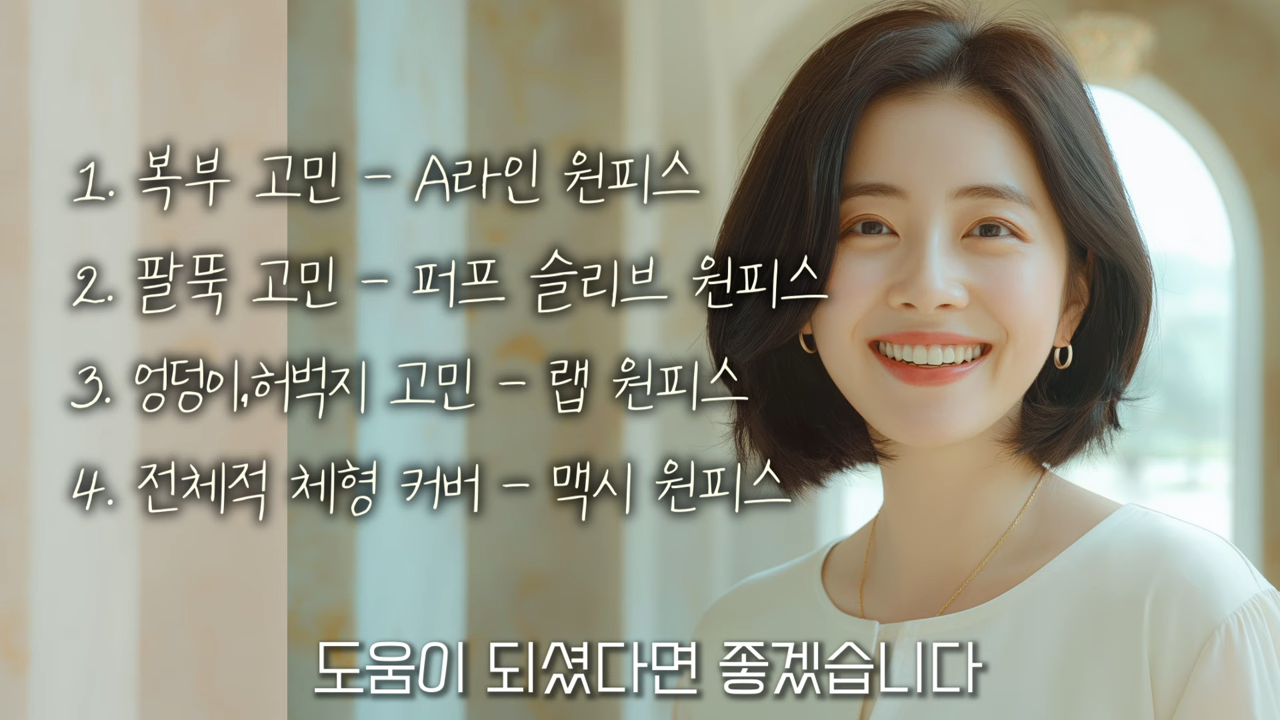 1. 복부 고민 - A라인 원피스
2. 팔뚝 고민 - 퍼프 슬리브 원피스
3. 엉덩이,허벅지 고민 - 랩 원피스
4. 전체적 체형 커버 - 맥시 원피스
도움이 되셨다면 좋겠습니다